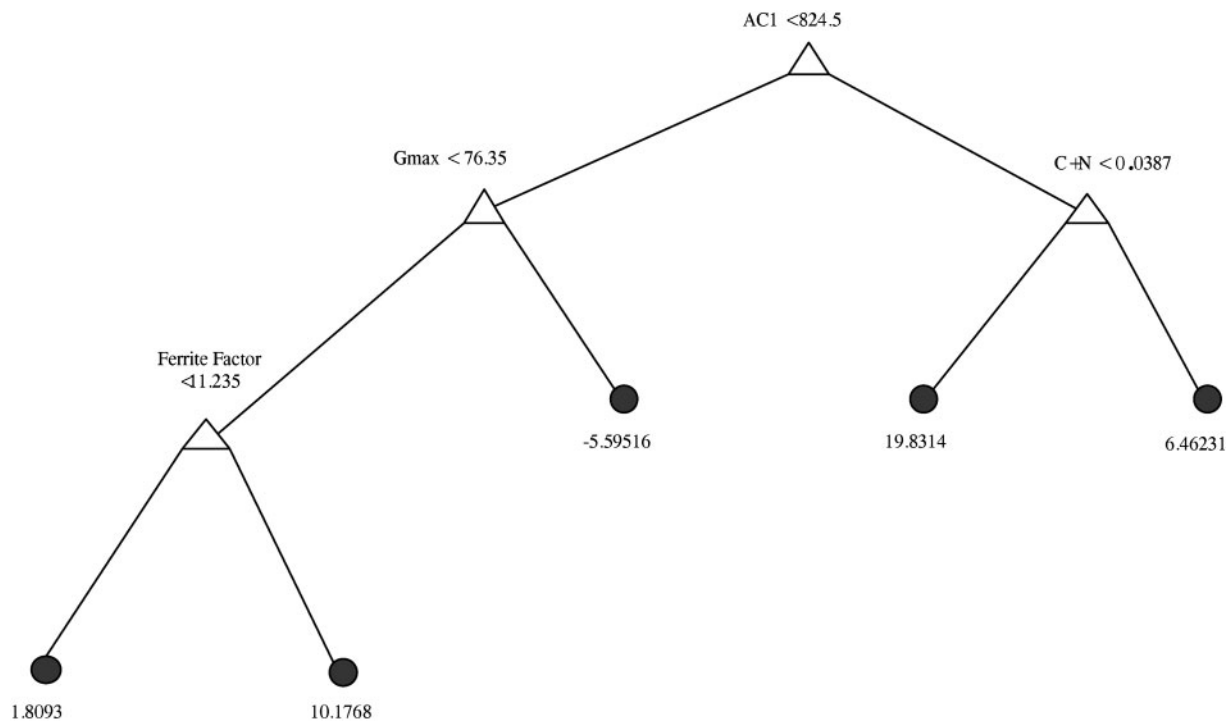 AC1 <824.5
Gmax <76.35
C+N <0.0387
Ferrite Factor
<11.235
-5.59516
19.8314
6.46231
1.8093
10.1768